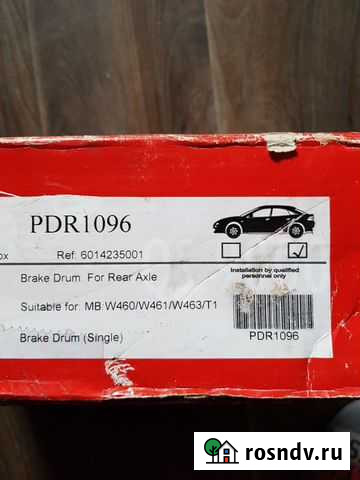 PDR1096
ox
Ref: 6014235001
Installation by qualified
personnel only
Brake Drum For Rear Axle
Suitable for: MB W460/W461/W463/T1
Brake Drum (Single)
PDR1096
rosndv.ru